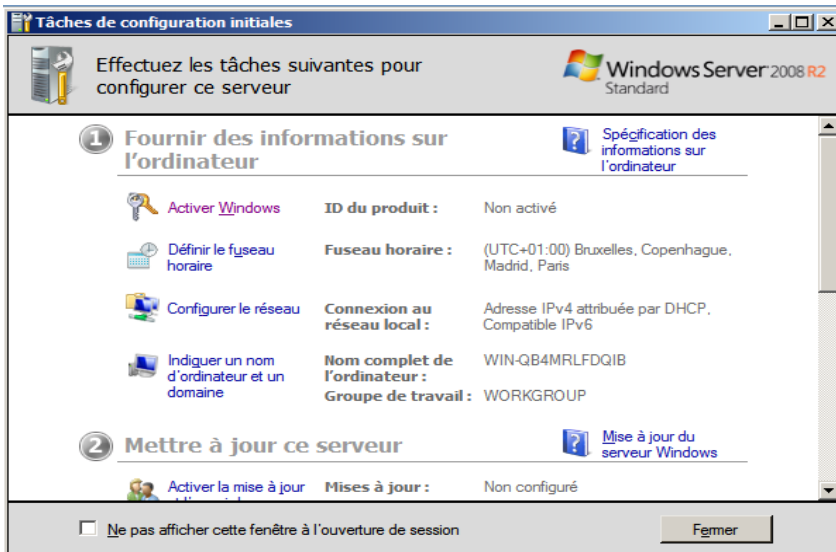 Tâches de configuration initiales
Effectuez les tâches suivantes pour
configurer ce serveur
Windows Server 2008 R2
Standard
1 Fournir des informations sur
l'ordinateur
Spécification des
informations sur
l'ordinateur
Activer Windows ID du produit : Non activé
Définir le fuseau
horaire
Fuseau horaire : (UTC+01:00) Bruxelles, Copenhague,
Madrid, Paris
Configurer le réseau Connexion au
réseau local :
Adresse IPv4 attribuée par DHCP,
Compatible IPv6
Indiquer un nom
d'ordinateur et un
domaine
Nom complet de
l'ordinateur :
WIN-QB4MRLFDQIB
Groupe de travail : WORKGROUP
2 Mettre à jour ce serveur
Mise à jour du
serveur Windows
Activer la mise à jour Mises à jour : Non configuré
Ne pas afficher cette fenêtre à l'ouverture de session
Fermer